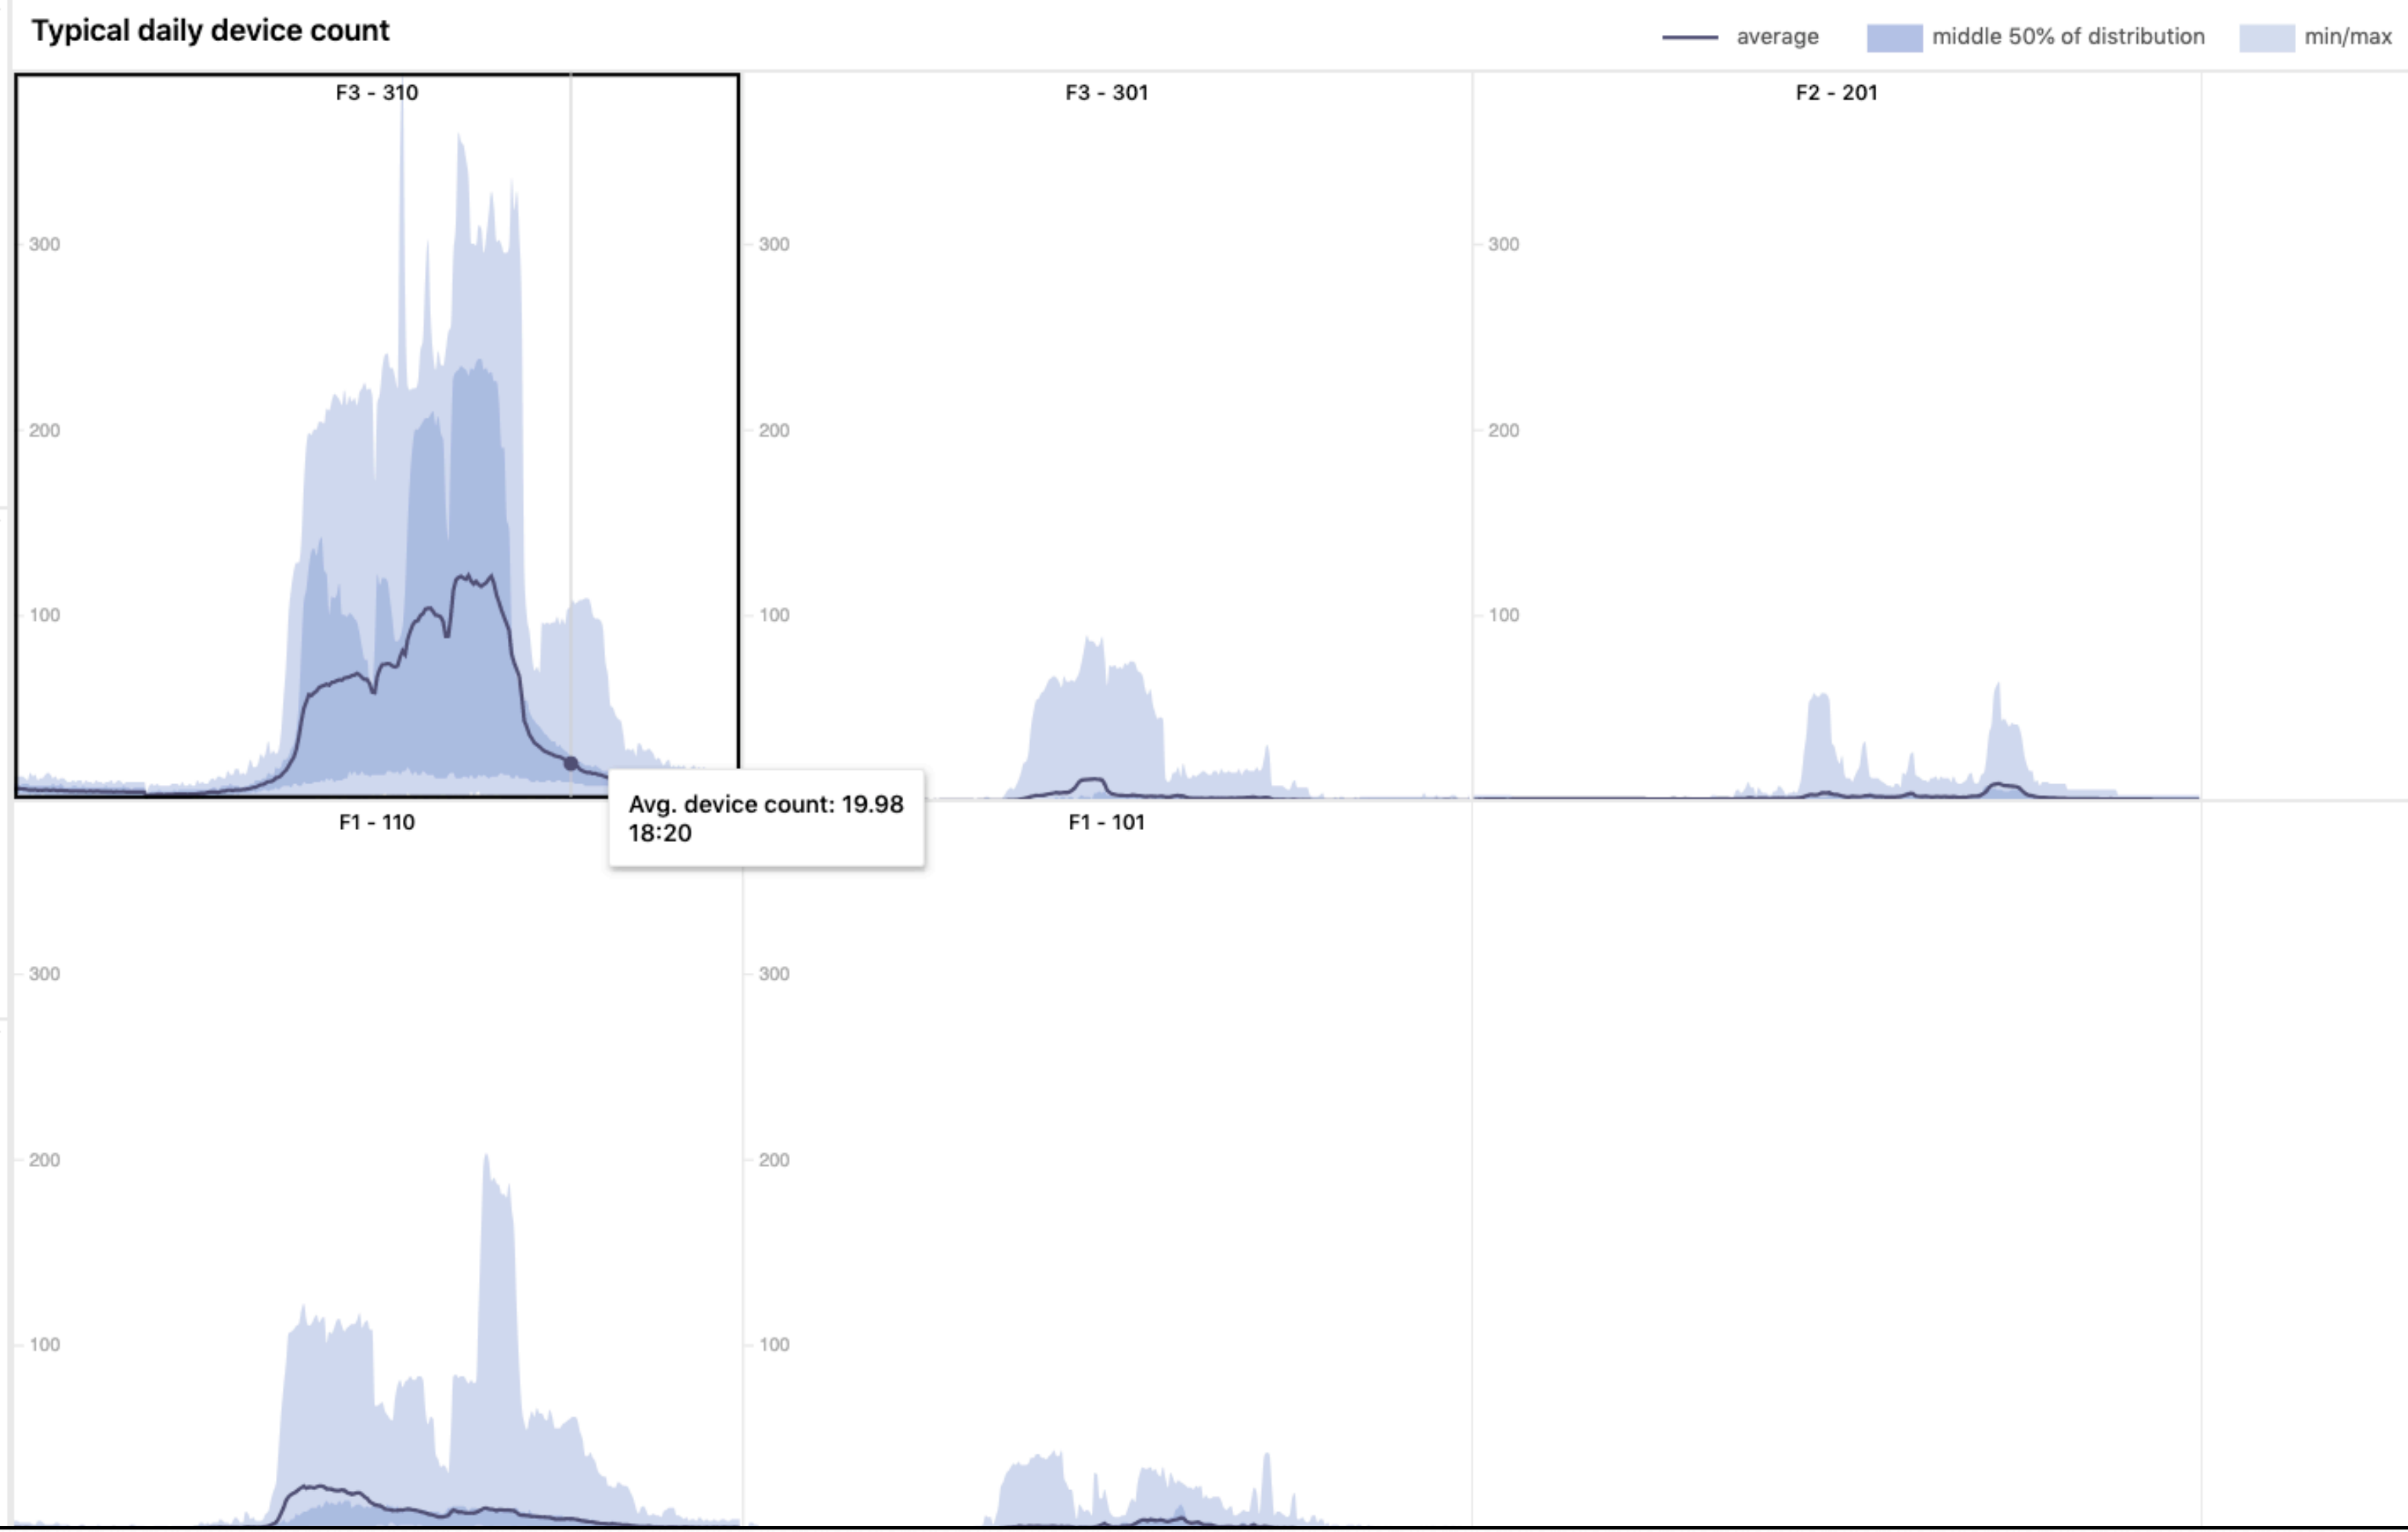 Typical daily device count
average
middle 50% of distribution
min/max
F3 - 310
F3 - 301
F2 - 201
300
300
300
200
200
200
100
100
100
Avg. device count: 19.98
18:20
F1 - 110
F1 - 101
300
300
200
200
100
100